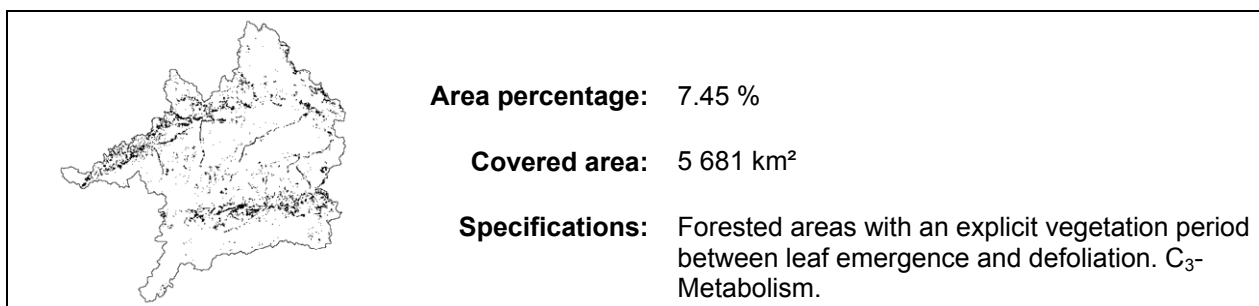 Area percentage: 7.45 %
Covered area: 5 681 km²
Specifications: Forested areas with an explicit vegetation period
between leaf emergence and defoliation. C₃-
Metabolism.